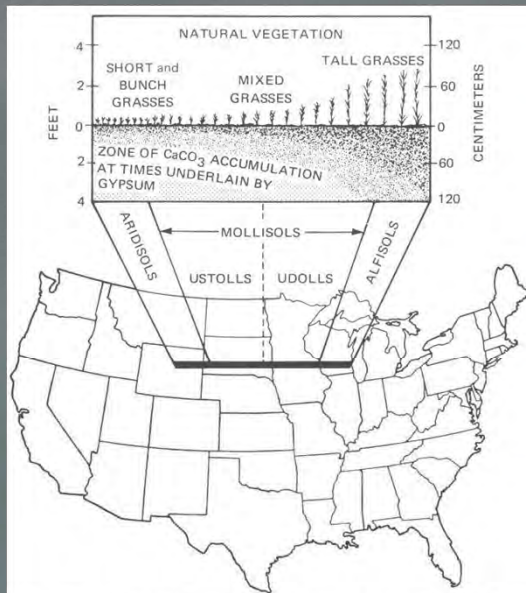 NATURAL VEGETATION
TALL GRASSES
SHORT and
BUNCH
GRASSES
MIXED
GRASSES
4
2
0
2
4
FEET
120
60
0
60
120
CENTIMETERS
ZONE OF CaCO₃ ACCUMULATION
AT TIMES UNDERLAIN BY
GYPSUM
ARIDISOLS
MOLLISOLS
USTOLLS
UDOLLS
ALFISOLS